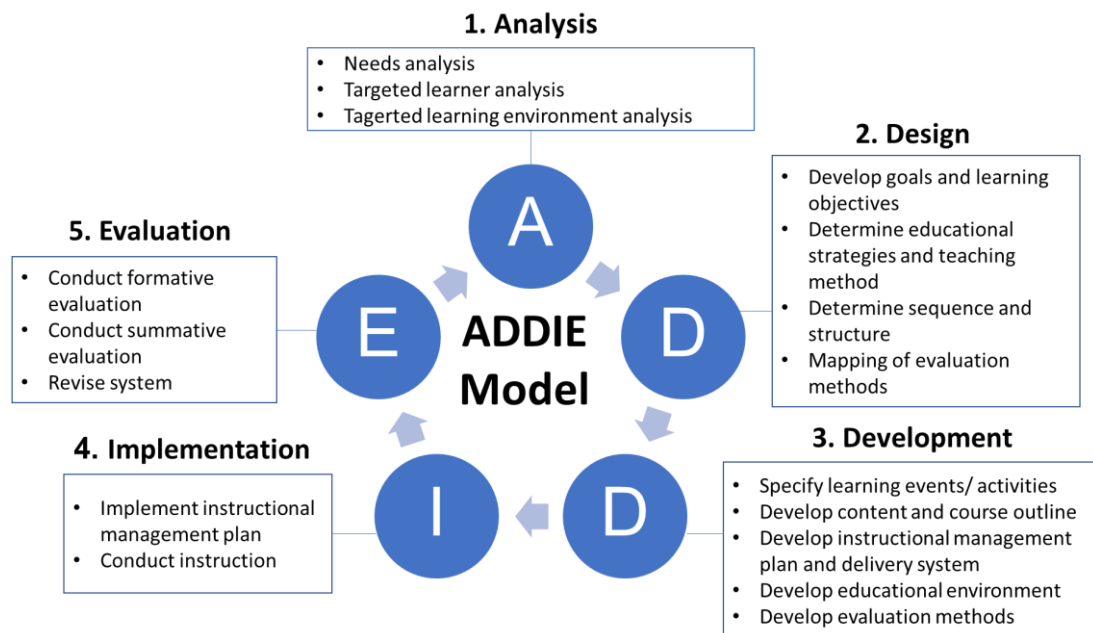 1. Analysis
• Needs analysis
• Targeted learner analysis
• Tagerted learning environment analysis
2. Design
• Develop goals and learning
objectives
• Determine educational
strategies and teaching
method
• Determine sequence and
structure
• Mapping of evaluation
methods
3. Development
• Specify learning events/ activities
• Develop content and course outline
• Develop instructional management
plan and delivery system
• Develop educational environment
• Develop evaluation methods
4. Implementation
• Implement instructional
management plan
• Conduct instruction
5. Evaluation
• Conduct formative
evaluation
• Conduct summative
evaluation
• Revise system
A
D
D
I
E
ADDIE
Model